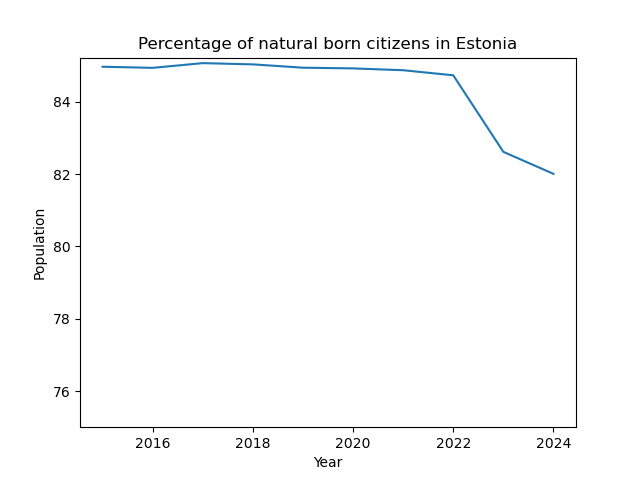 Percentage of natural born citizens in Estonia
84
82
80
78
76
Population
2016 2018 2020 2022 2024
Year